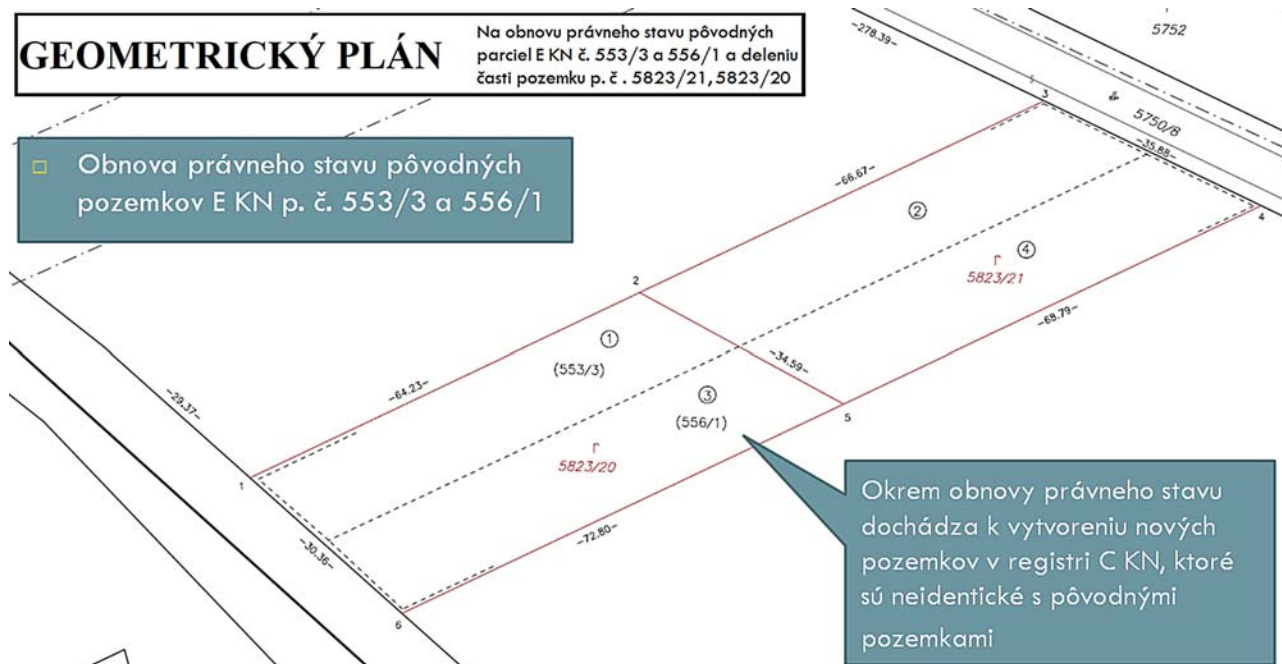 GEOMETRICKÝ PLÁN
Na obnovu právneho stavu pôvodných
parciel E KN č. 553/3 a 556/1 a deleniu
časti pozemku p. č . 5823/21, 5823/20
Obnova právneho stavu pôvodných
pozemkov E KN p. č. 553/3 a 556/1
5752
-278.39-
3
5750/8
-35.88-
4
-66.67-
2
4
r
5823/21
2
1
(553/3)
-64.23-
-34.59-
-68.79-
3
(556/1)
5
-29.37-
r
5823/20
1
-30.36-
-72.80-
6
Okrem obnovy právneho stavu
dochádza k vytvoreniu nových
pozemkov v registri C KN, ktoré
sú neidentické s pôvodnými
pozemkami